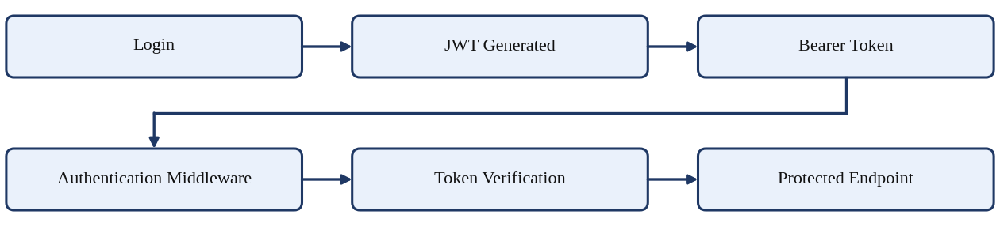 Login
JWT Generated
Bearer Token
Authentication Middleware
Token Verification
Protected Endpoint